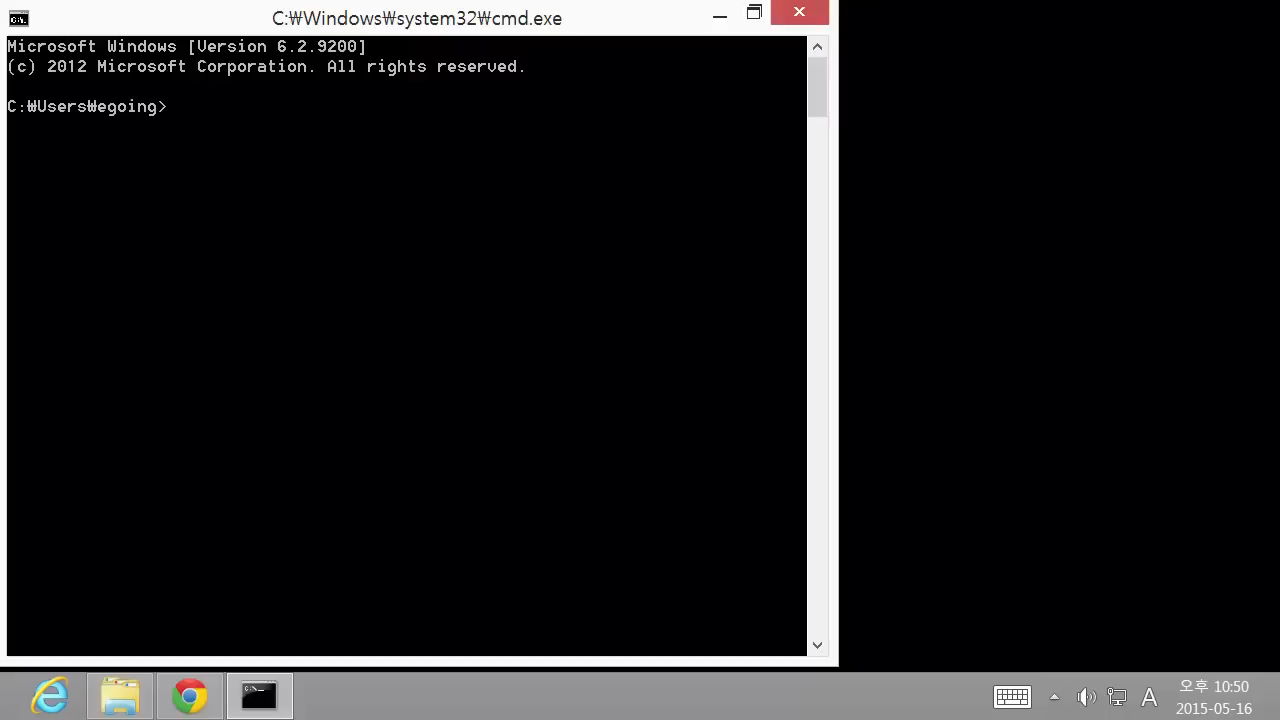 C:₩Windows₩system32₩cmd.exe
Microsoft Windows [Version 6.2.9200]
(c) 2012 Microsoft Corporation. All rights reserved.
C:₩Users₩egoing>
A
오후 10:50
2015-05-16